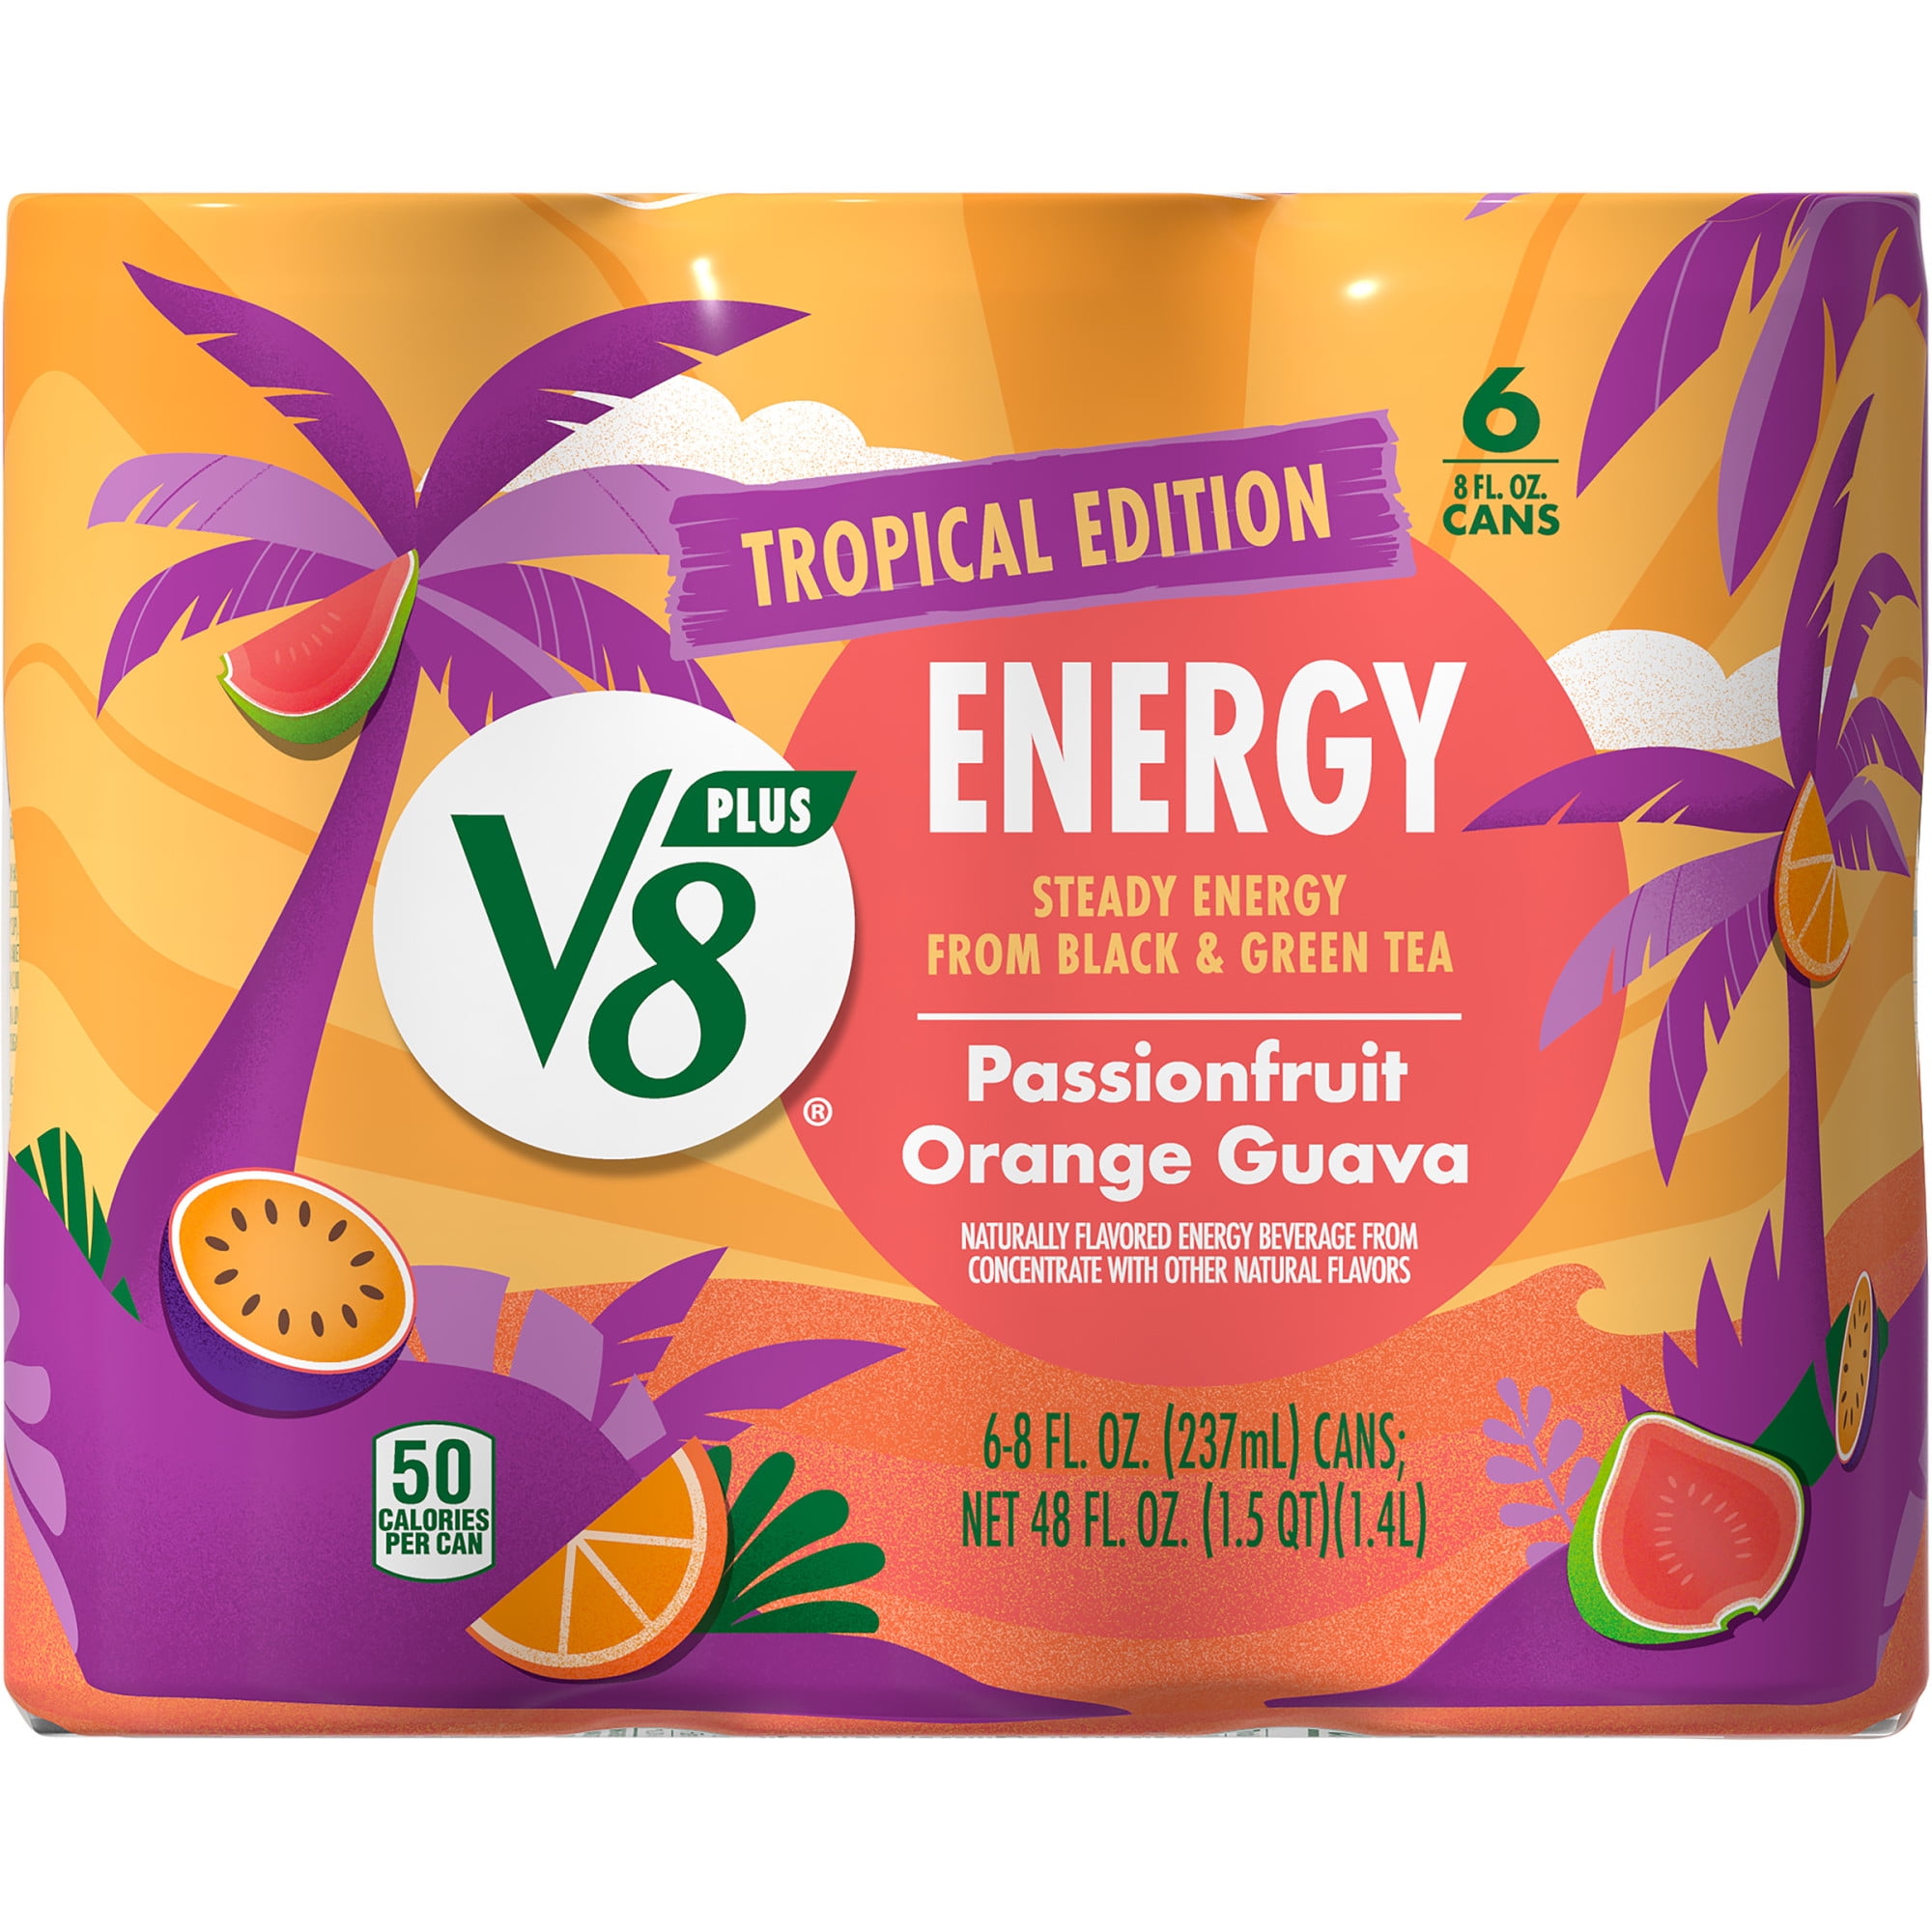 TROPICAL EDITION
6
8 FL. OZ.
CANS
V8
PLUS
®
ENERGY
STEADY ENERGY
FROM BLACK & GREEN TEA
Passionfruit
Orange Guava
NATURALLY FLAVORED ENERGY BEVERAGE FROM
CONCENTRATE WITH OTHER NATURAL FLAVORS
50
CALORIES
PER CAN
6-8 FL. OZ. (237mL) CANS;
NET 48 FL. OZ. (1.5 QT)(1.4L)